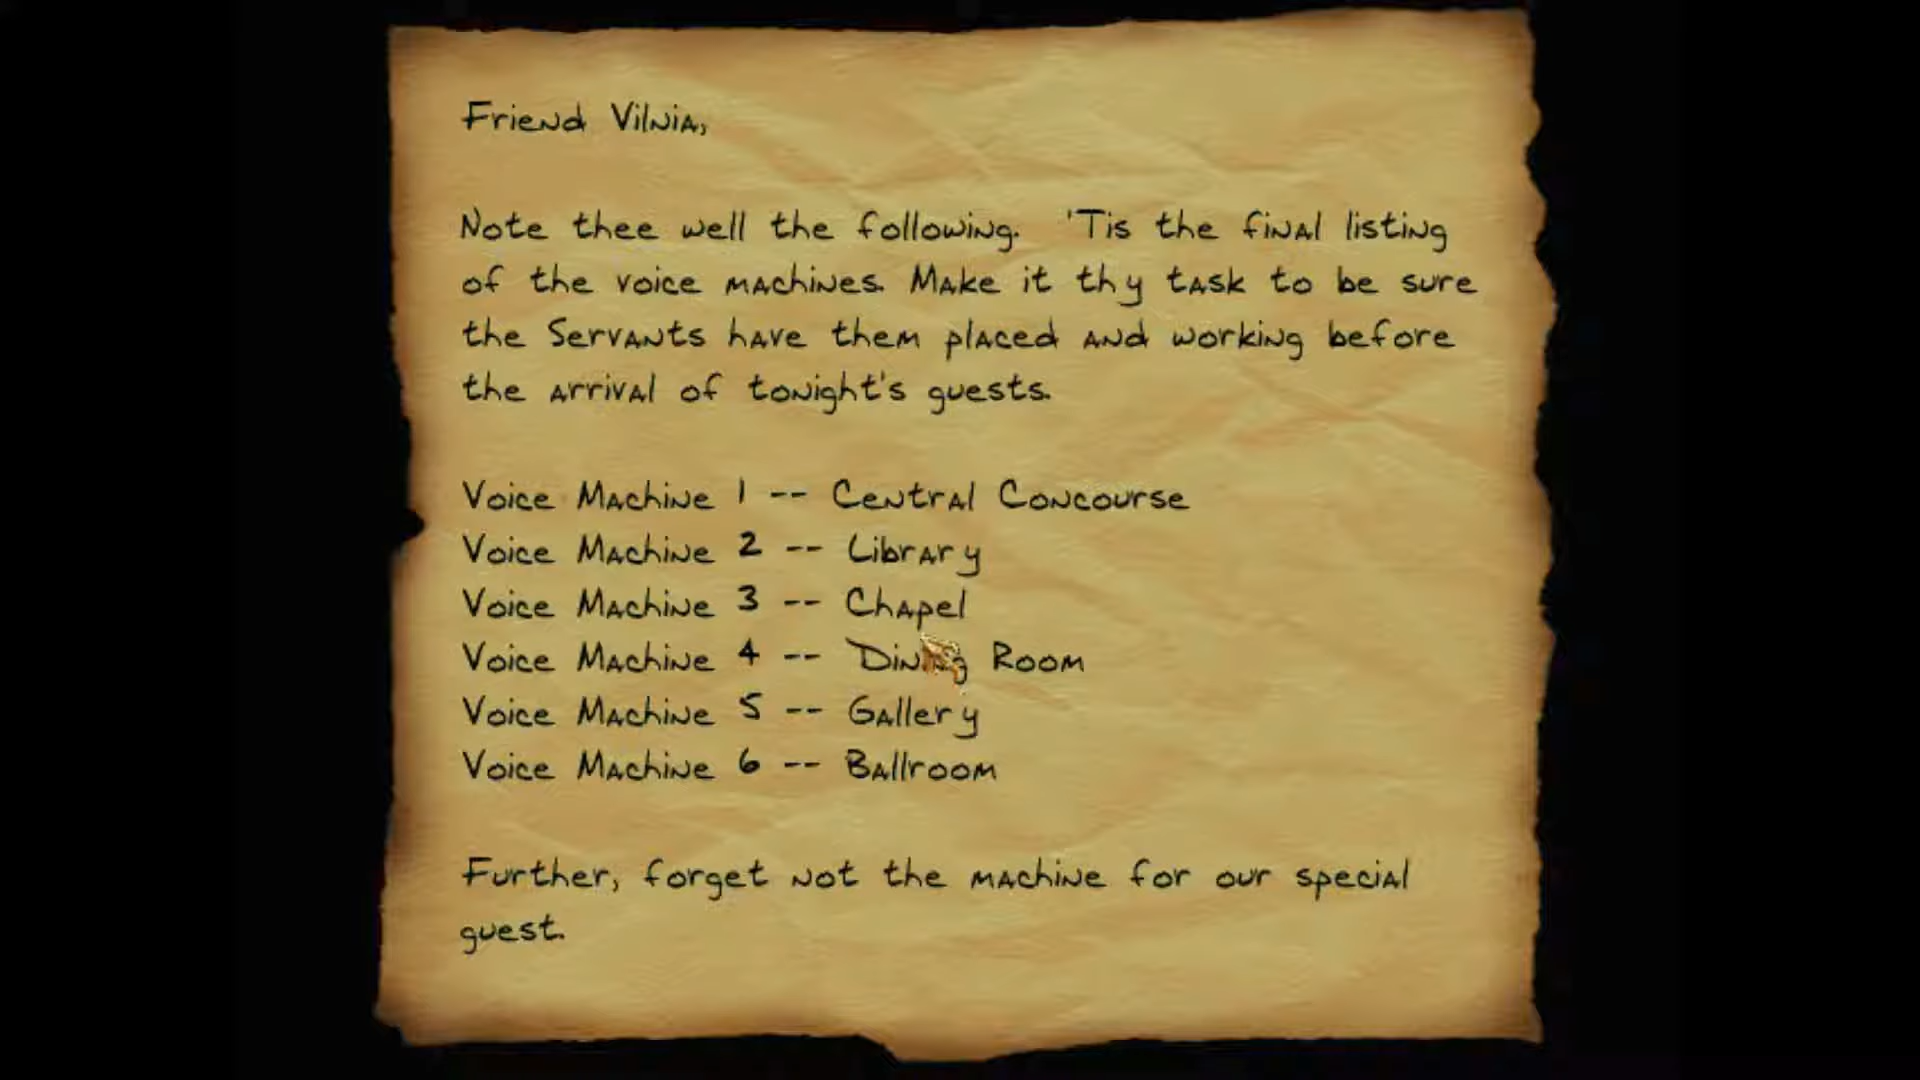 Friend Vilnia,
Note thee well the following. 'Tis the final listing
of the voice machines. Make it thy task to be sure
the Servants have them placed and working before
the arrival of tonight's guests.
Voice Machine 1 -- Central Concourse
Voice Machine 2 -- Library
Voice Machine 3 -- Chapel
Voice Machine 4 -- Dining Room
Voice Machine 5 -- Gallery
Voice Machine 6 -- Ballroom
Further, forget not the machine for our special
guest.